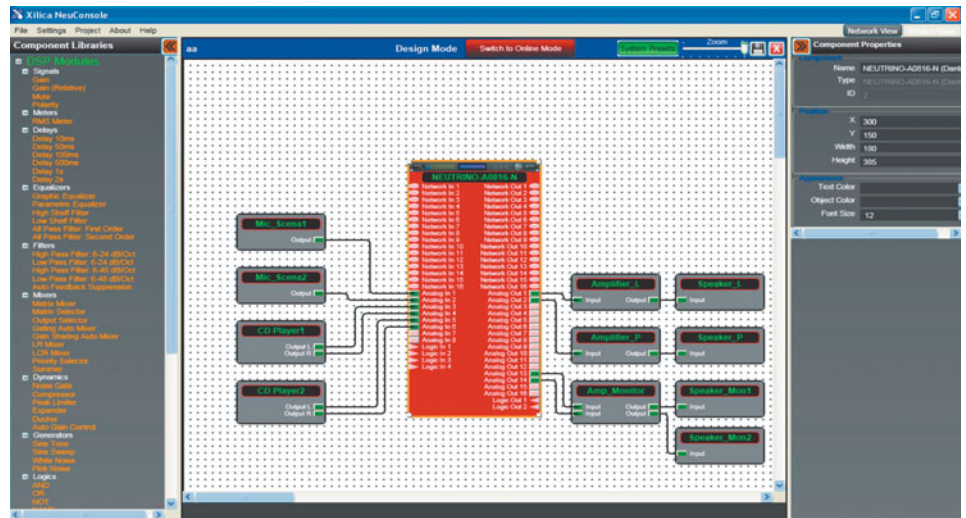 Xilica NeuConsole
File Settings Project About Help
Network View
Component Libraries
aa
Design Mode
Switch to Online Mode
System Presets
Zoom
Component Properties
DSP Modules
Signals
Gain
Gain (Relative)
Mute
Polarity
Meters
RMS Meter
Delays
Delay 10ms
Delay 50ms
Delay 100ms
Delay 500ms
Delay 1s
Delay 2s
Equalizers
Graphic Equalizer
Parametric Equalizer
High Shelf Filter
Low Shelf Filter
All Pass Filter: First Order
All Pass Filter: Second Order
Filters
High Pass Filter: 6-24 dB/Oct
Low Pass Filter: 6-24 dB/Oct
High Pass Filter: 6-48 dB/Oct
Low Pass Filter: 6-48 dB/Oct
Auto Feedback Suppression
Mixers
Matrix Mixer
Matrix Selector
Output Selector
Gating Auto Mixer
Gain Sharing Auto Mixer
LR Mixer
LCR Mixer
Priority Selector
Summer
Dynamics
Noise Gate
Compressor
Peak Limiter
Expander
Ducker
Auto Gain Control
Generators
Sine Tone
Sine Sweep
White Noise
Pink Noise
Logics
AND
OR
NOT
Mic_Scena1
Output
Mic_Scena2
Output
CD Player1
Output L
Output R
CD Player2
Output L
Output R
NEUTRINO-A0816-N
Network In 1 Network Out 1
Network In 2 Network Out 2
Network In 3 Network Out 3
Network In 4 Network Out 4
Network In 5 Network Out 5
Network In 6 Network Out 6
Network In 7 Network Out 7
Network In 8 Network Out 8
Network In 9 Network Out 9
Network In 10 Network Out 10
Network In 11 Network Out 11
Network In 12 Network Out 12
Network In 13 Network Out 13
Network In 14 Network Out 14
Network In 15 Network Out 15
Network In 16 Network Out 16
Analog In 1 Analog Out 1
Analog In 2 Analog Out 2
Analog In 3 Analog Out 3
Analog In 4 Analog Out 4
Analog In 5 Analog Out 5
Analog In 6 Analog Out 6
Analog In 7 Analog Out 7
Analog In 8 Analog Out 8
Logic In 1 Analog Out 9
Logic In 2 Analog Out 10
Logic In 3 Analog Out 11
Logic In 4 Analog Out 12
Analog Out 13
Analog Out 14
Analog Out 15
Analog Out 16
Logic Out 1
Logic Out 2
Amplifier_L
Input Output
Speaker_L
Input
Amplifier_P
Input Output
Speaker_P
Input
Amp_Monitor
Input Output
Input Output
Speaker_Mon1
Input
Speaker_Mon2
Input
Component
Name NEUTRINO-A0816-N (Dante
Type NEUTRINO-A0816-N (Dante
ID 2
Position
X 300
Y 150
Width 180
Height 385
Appearance
Text Color
Object Color
Font Size 12